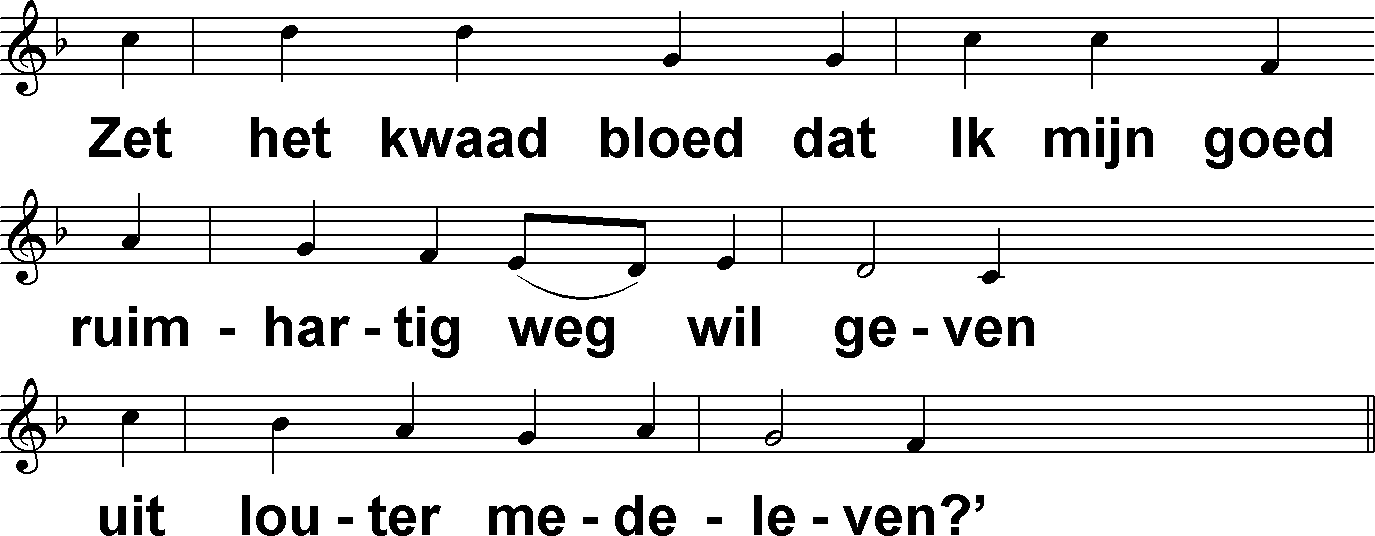 Zet het kwaad bloed dat Ik mijn goed
ruim - har - tig weg wil ge - ven
uit lou - ter me - de - le - ven?’